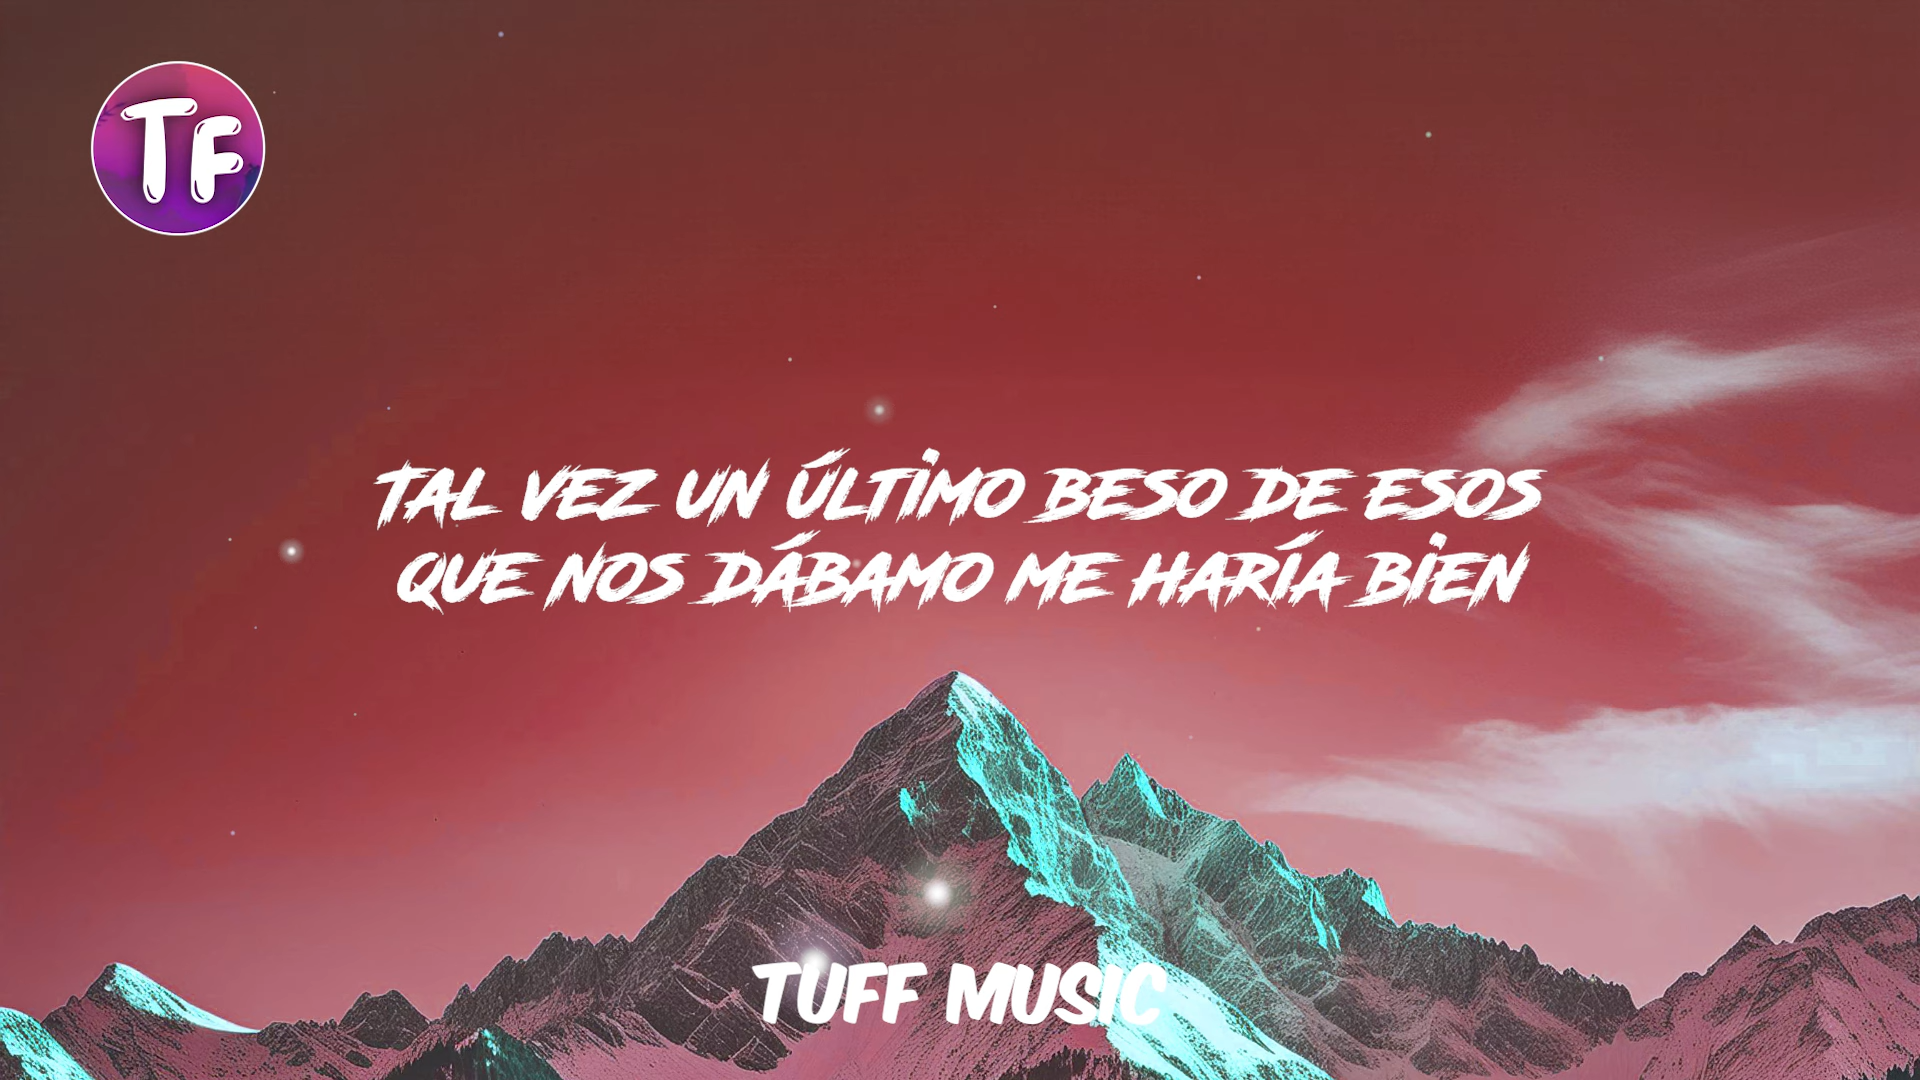 TF
TAL VEZ UN ÚLTIMO BESO DE ESOS
QUE NOS DÁBAMO ME HARÍA BIEN
TUFF MUSIC